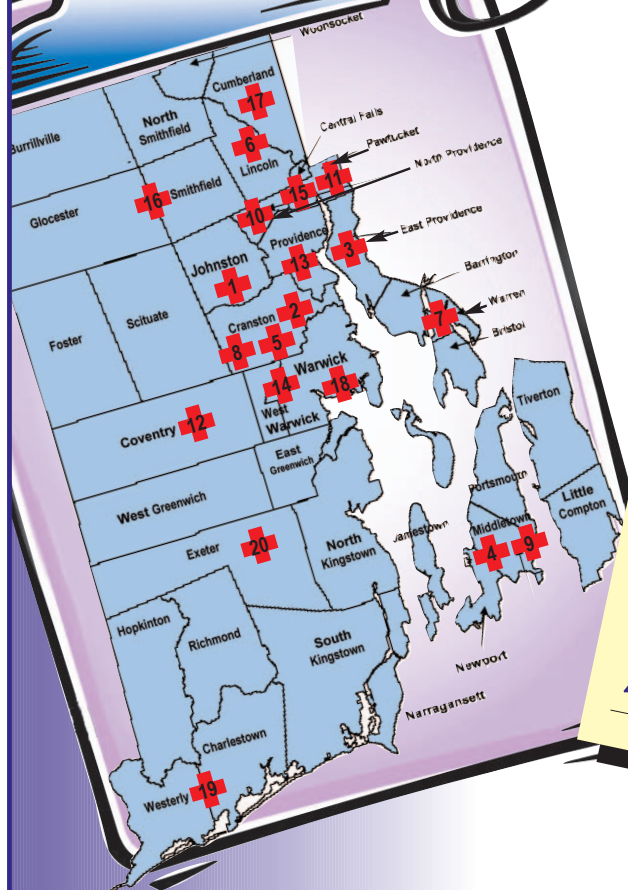 Woonsocket
Cumberland
17
North
Smithfield
Burrillville
Central Falls
6
Lincoln
Pawtucket
North Providence
16
Smithfield
15
11
Glocester
10
East Providence
Providence
3
Johnston
13
Barrington
1
Scituate
Cranston
2
7
Warren
Foster
8
5
Bristol
Warwick
14
18
West
Warwick
Tiverton
Coventry
12
East
Greenwich
Portsmouth
Little
Compton
West Greenwich
Jamestown
Middletown
Exeter
20
North
Kingstown
4
9
Hopkinton
Richmond
South
Kingstown
Newport
Narragansett
Charlestown
Westerly
19